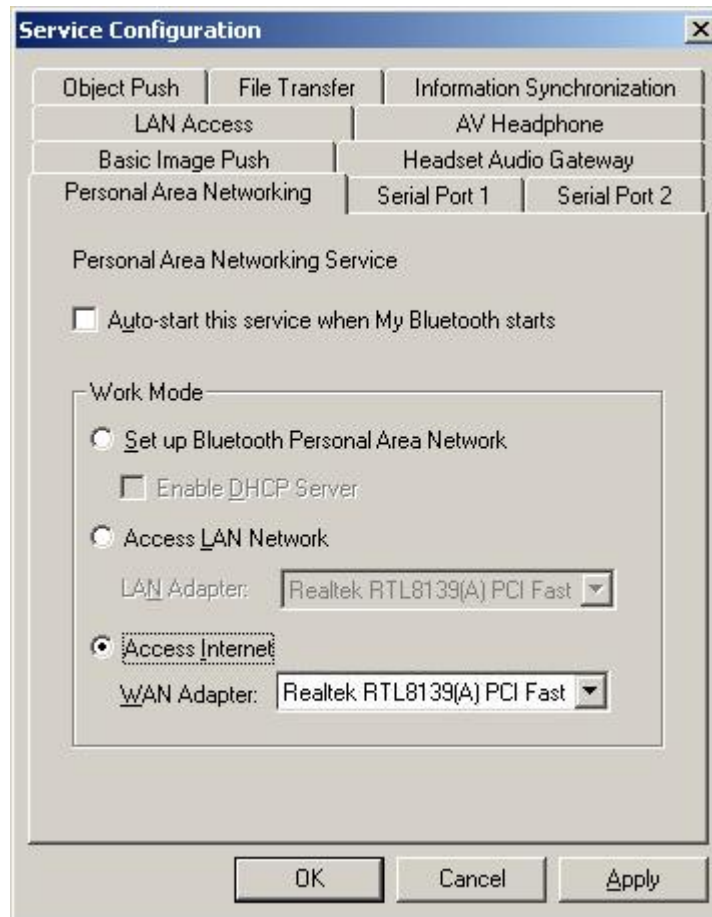 Service Configuration
Object Push File Transfer Information Synchronization
LAN Access AV Headphone
Basic Image Push Headset Audio Gateway
Personal Area Networking Serial Port 1 Serial Port 2
Personal Area Networking Service
Auto-start this service when My Bluetooth starts
Work Mode
Set up Bluetooth Personal Area Network
Enable DHCP Server
Access LAN Network
LAN Adapter: Realtek RTL8139(A) PCI Fast
Access Internet
WAN Adapter: Realtek RTL8139(A) PCI Fast
OK Cancel Apply